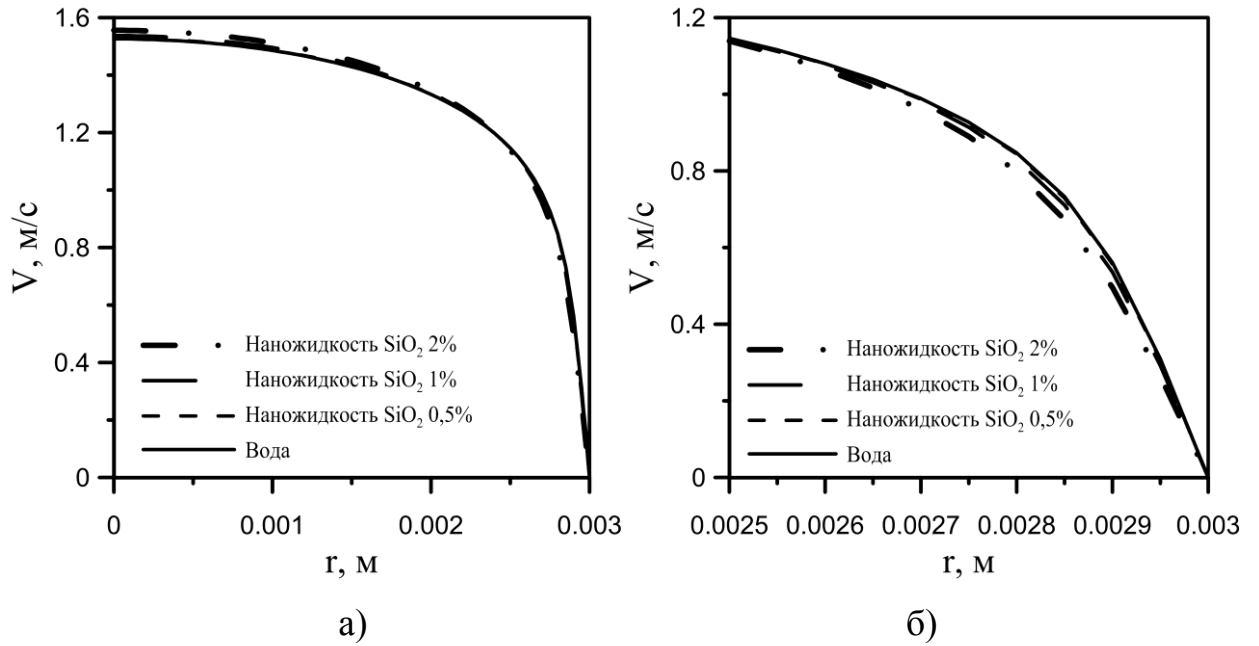 1.6
1.2
0.8
0.4
0
V, м/с
Наножидкость SiO₂ 2%
Наножидкость SiO₂ 1%
Наножидкость SiO₂ 0,5%
Вода
0 0.001 0.002 0.003
r, м
а)
1.2
0.8
0.4
0
V, м/с
Наножидкость SiO₂ 2%
Наножидкость SiO₂ 1%
Наножидкость SiO₂ 0,5%
Вода
0.0025 0.0026 0.0027 0.0028 0.0029 0.003
r, м
б)